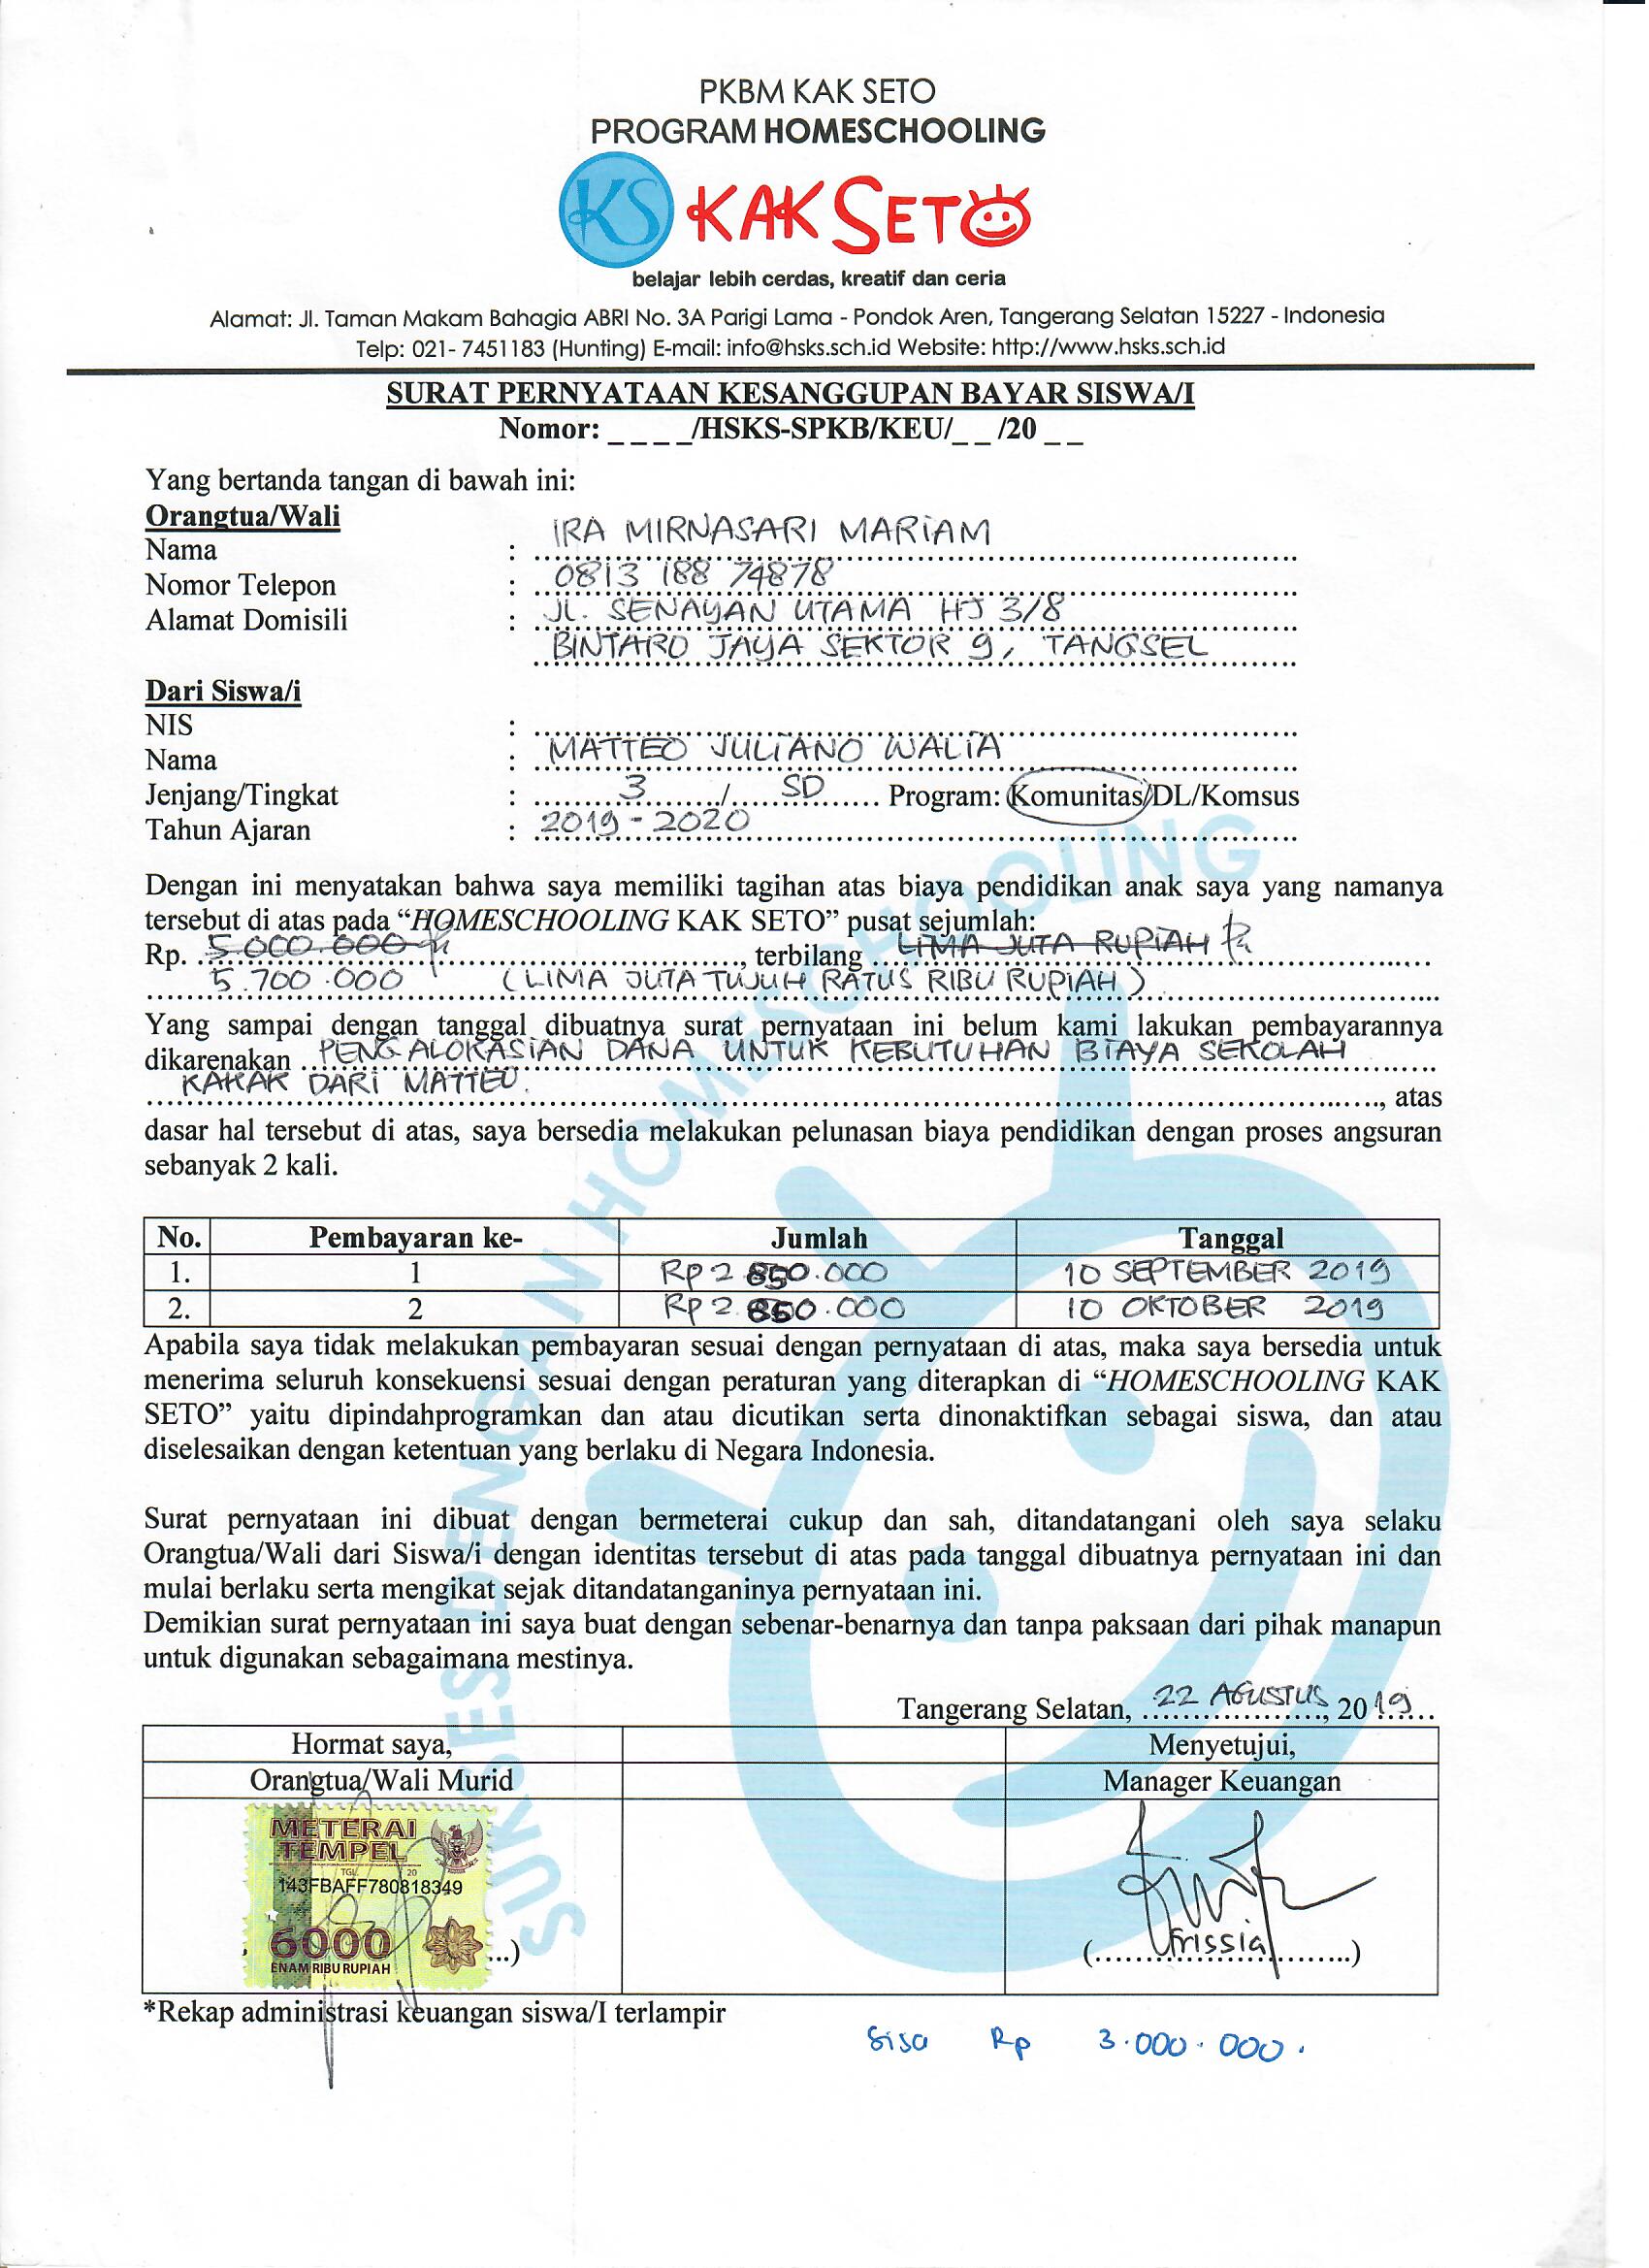 PKBM KAK SETO
PROGRAM HOMESCHOOLING
KS KAK SETO
belajar lebih cerdas, kreatif dan ceria
Alamat: Jl. Taman Makam Bahagia ABRI No. 3A Parigi Lama - Pondok Aren, Tangerang Selatan 15227 - Indonesia
Telp: 021- 7451183 (Hunting) E-mail: info@hsks.sch.id Website: http://www.hsks.sch.id
SURAT PERNYATAAN KESANGGUPAN BAYAR SISWA/I
Nomor: _ _ _ _/HSKS-SPKB/KEU/_ _ /20 _ _
Yang bertanda tangan di bawah ini:
Orangtua/Wali
Nama : IRA MIRNASARI MARIAM
Nomor Telepon : 0813 188 74878
Alamat Domisili : JL. SENAYAN UTAMA HJ 3/8
BINTARO JAYA SEKTOR 9, TANGSEL
Dari Siswa/i
NIS :
Nama : MATTEO JULIANO WALIA
Jenjang/Tingkat : 3 / SD Program: Komunitas/DL/Komsus
Tahun Ajaran : 2019 - 2020
Dengan ini menyatakan bahwa saya memiliki tagihan atas biaya pendidikan anak saya yang namanya
tersebut di atas pada “HOMESCHOOLING KAK SETO” pusat sejumlah:
Rp. 5.000.000 , terbilang LIMA JUTA RUPIAH
5.700.000 (LIMA JUTA TUJUH RATUS RIBU RUPIAH)
Yang sampai dengan tanggal dibuatnya surat pernyataan ini belum kami lakukan pembayarannya
dikarenakan PENGALOKASIAN DANA UNTUK KEBUTUHAN BIAYA SEKOLAH
KAKAK DARI MATTEO. , atas
dasar hal tersebut di atas, saya bersedia melakukan pelunasan biaya pendidikan dengan proses angsuran
sebanyak 2 kali.
No. Pembayaran ke- Jumlah Tanggal
1. 1 Rp 2.850.000 10 SEPTEMBER 2019
2. 2 Rp 2.850.000 10 OKTOBER 2019
Apabila saya tidak melakukan pembayaran sesuai dengan pernyataan di atas, maka saya bersedia untuk
menerima seluruh konsekuensi sesuai dengan peraturan yang diterapkan di “HOMESCHOOLING KAK
SETO” yaitu dipindahprogramkan dan atau dicutikan serta dinonaktifkan sebagai siswa, dan atau
diselesaikan dengan ketentuan yang berlaku di Negara Indonesia.
Surat pernyataan ini dibuat dengan bermeterai cukup dan sah, ditandatangani oleh saya selaku
Orangtua/Wali dari Siswa/i dengan identitas tersebut di atas pada tanggal dibuatnya pernyataan ini dan
mulai berlaku serta mengikat sejak ditandatanganinya pernyataan ini.
Demikian surat pernyataan ini saya buat dengan sebenar-benarnya dan tanpa paksaan dari pihak manapun
untuk digunakan sebagaimana mestinya.
Tangerang Selatan, 22 AGUSTUS, 2019
Hormat saya, Menyetujui,
Orangtua/Wali Murid Manager Keuangan
METERAI
TEMPEL
TGL. 20
143FBAFF780818349
6000
ENAM RIBU RUPIAH
(Frissia)
*Rekap administrasi keuangan siswa/I terlampir
Sisa Rp 3.000.000.
SUKSES DENGAN HOMESCHOOLING